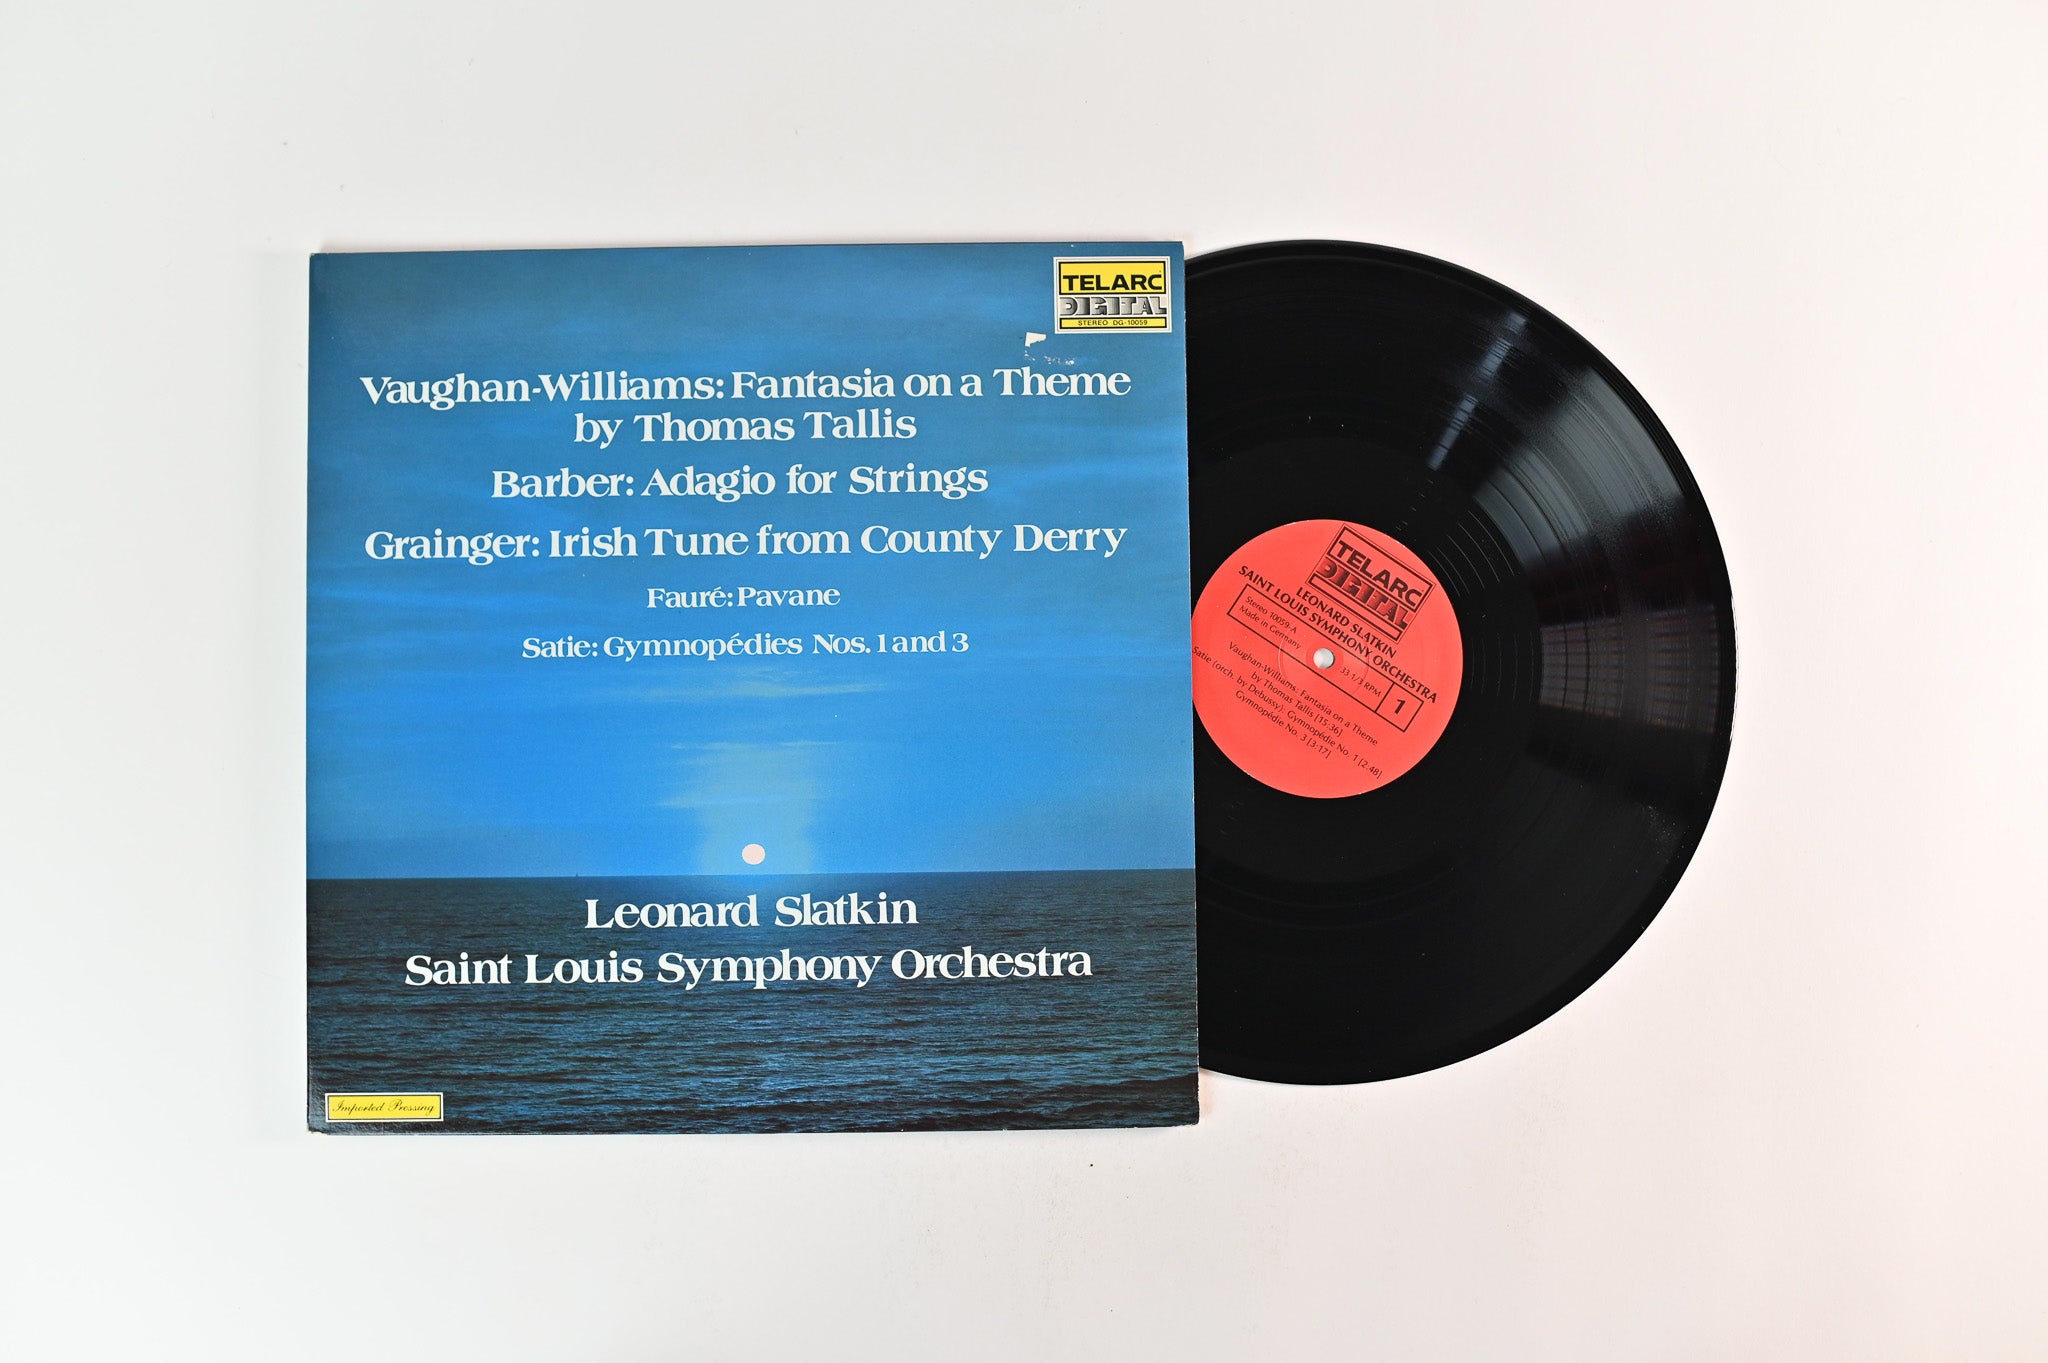 TELARC
DIGITAL
STEREO DG-10059
Vaughan-Williams: Fantasia on a Theme
by Thomas Tallis
Barber: Adagio for Strings
Grainger: Irish Tune from County Derry
Fauré: Pavane
Satie: Gymnopédies Nos. 1 and 3
Leonard Slatkin
Saint Louis Symphony Orchestra
Imported Pressing
TELARC
DIGITAL
LEONARD SLATKIN
SAINT LOUIS SYMPHONY ORCHESTRA
Stereo 10059-A
Made in Germany
33 1/3 RPM
1
Vaughan-Williams: Fantasia on a Theme
by Thomas Tallis [15:36]
Satie (orch. by Debussy): Gymnopédie No. 1 [2:48]
Gymnopédie No. 3 [3:17]